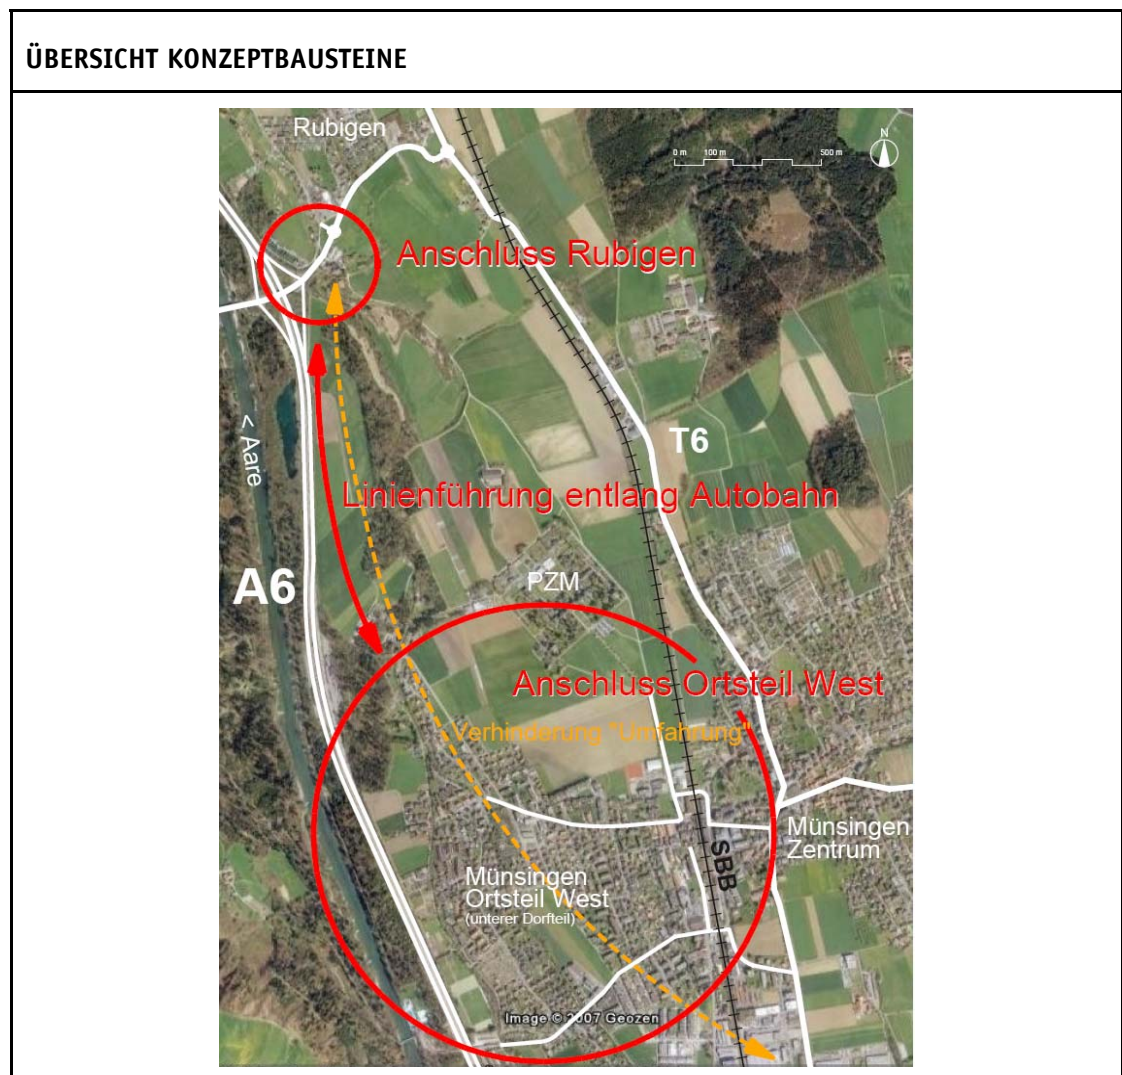 ÜBERSICHT KONZEPTBAUSTEINE
Rubigen
N
0 m 100 m 500 m
Anschluss Rubigen
T6
< Aare
Linienführung entlang Autobahn
A6
PZM
Anschluss Ortsteil West
Verhinderung "Umfahrung"
Münsingen
Zentrum
SBB
Münsingen
Ortsteil West
(unterer Dorfteil)
Image © 2007 Geozen